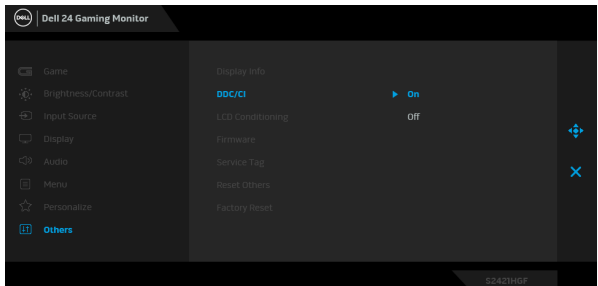 DELL Dell 24 Gaming Monitor
Game
Brightness/Contrast
Input Source
Display
Audio
Menu
Personalize
Others
Display Info
DDC/CI
LCD Conditioning
Firmware
Service Tag
Reset Others
Factory Reset
On
Off
S2421HGF